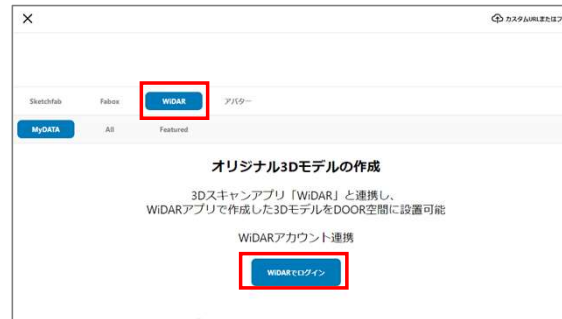 カスタムURLまたはフ
Sketchfab Fabox WiDAR アバター
MyDATA All Featured
オリジナル3Dモデルの作成
3Dスキャンアプリ「WiDAR」と連携し、
WiDARアプリで作成した3DモデルをDOOR空間に設置可能
WiDARアカウント連携
WiDARでログイン